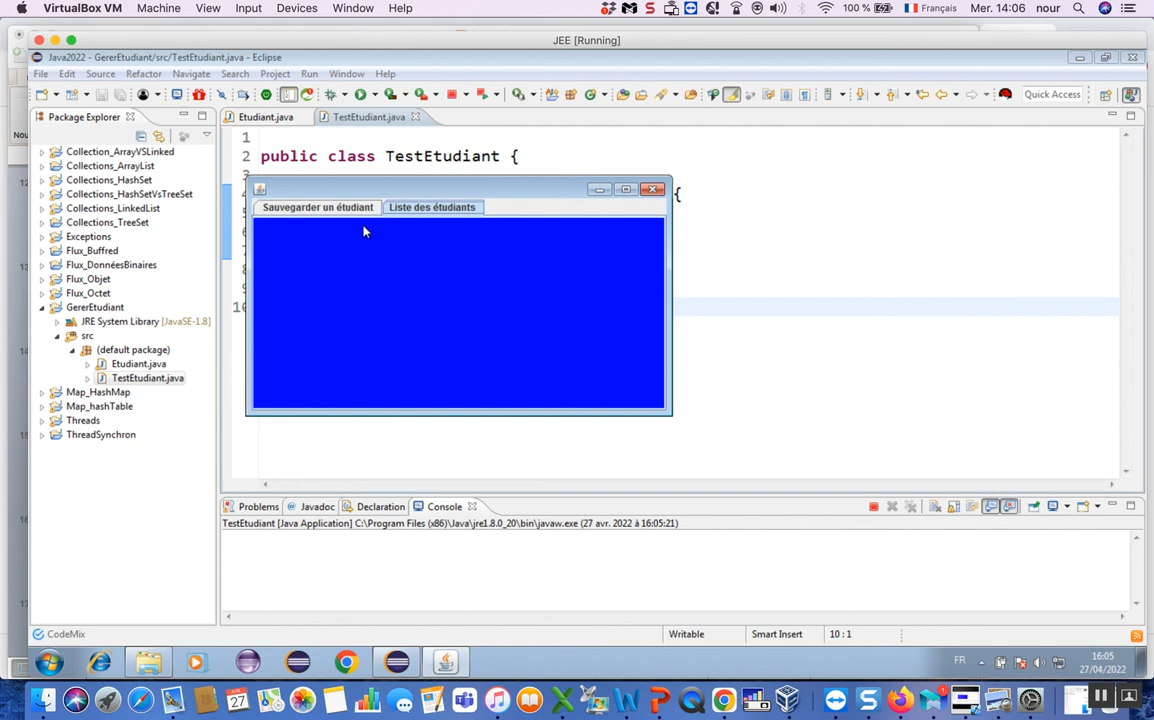 VirtualBox VM Machine View Input Devices Window Help 100 % Français Mer. 14:06 nour
JEE [Running]
Java2022 - GererEtudiant/src/TestEtudiant.java - Eclipse
File Edit Source Refactor Navigate Search Project Run Window Help
Quick Access
Package Explorer
Etudiant.java TestEtudiant.java
Collection_ArrayVSLinked
Collections_ArrayList
Collections_HashSet
Collections_HashSetVsTreeSet
Collections_LinkedList
Collections_TreeSet
Exceptions
Flux_Buffred
Flux_DonnéesBinaires
Flux_Objet
Flux_Octet
GererEtudiant
JRE System Library [JavaSE-1.8]
src
(default package)
Etudiant.java
TestEtudiant.java
Map_HashMap
Map_hashTable
Threads
ThreadSynchron
1
2 public class TestEtudiant {
{
Sauvegarder un étudiant Liste des étudiants
Problems Javadoc Declaration Console
TestEtudiant [Java Application] C:\Program Files (x86)\Java\jre1.8.0_20\bin\javaw.exe (27 avr. 2022 à 16:05:21)
CodeMix
Writable Smart Insert 10 : 1
FR 16:05
27/04/2022